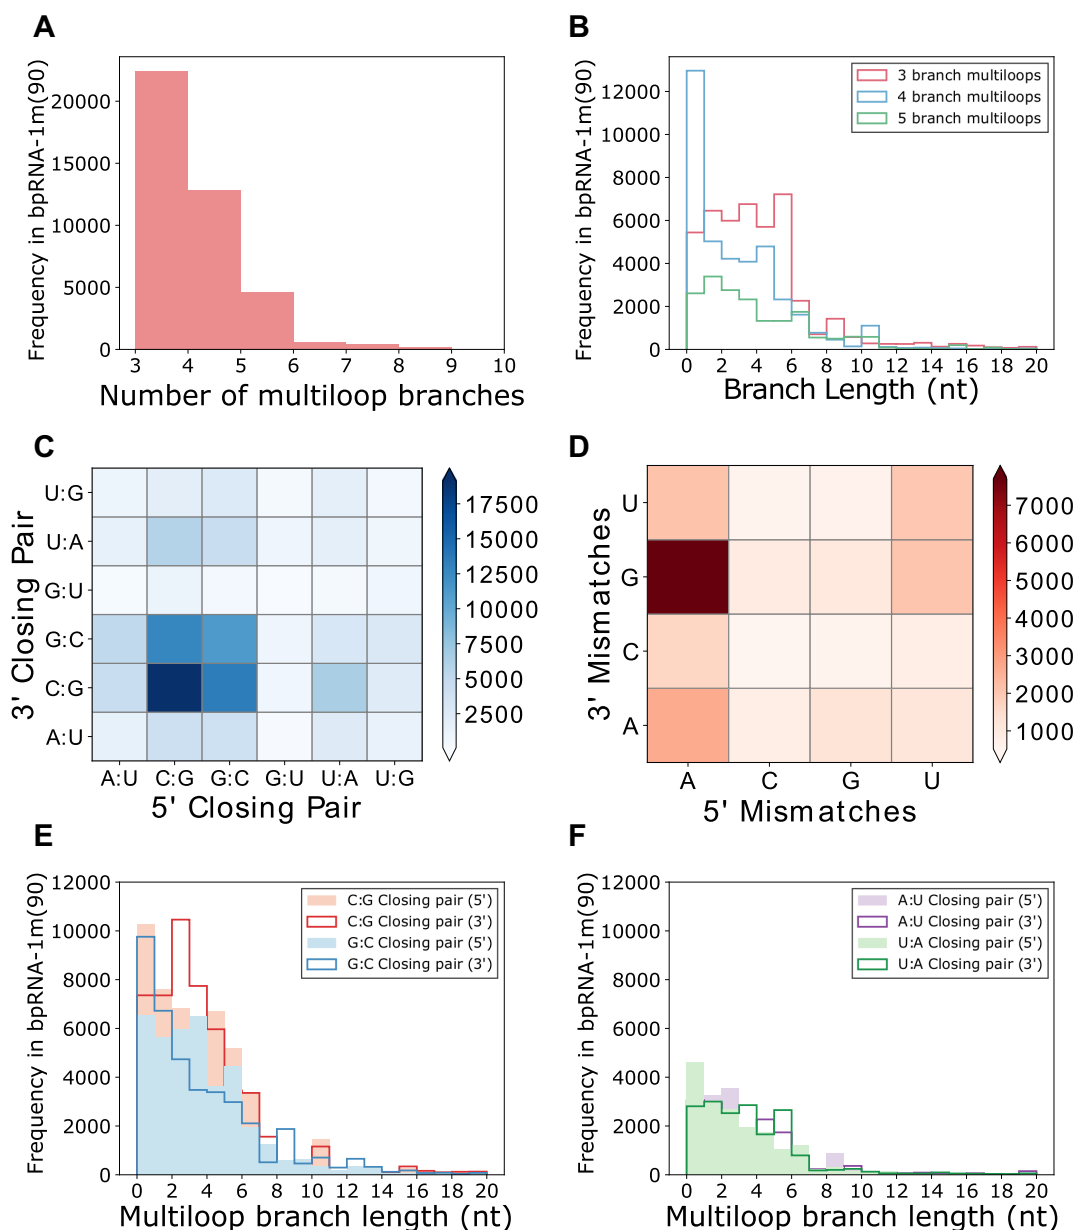 A
Frequency in bpRNA-1m(90)
20000
15000
10000
5000
0
3 4 5 6 7 8 9 10
Number of multiloop branches
B
Frequency in bpRNA-1m(90)
12000
10000
8000
6000
4000
2000
0
3 branch multiloops
4 branch multiloops
5 branch multiloops
0 2 4 6 8 10 12 14 16 18 20
Branch Length (nt)
C
3' Closing Pair
U:G
U:A
G:U
G:C
C:G
A:U
A:U C:G G:C G:U U:A U:G
5' Closing Pair
17500
15000
12500
10000
7500
5000
2500
D
3' Mismatches
U
G
C
A
A C G U
5' Mismatches
7000
6000
5000
4000
3000
2000
1000
E
Frequency in bpRNA-1m(90)
12000
10000
8000
6000
4000
2000
0
C:G Closing pair (5')
C:G Closing pair (3')
G:C Closing pair (5')
G:C Closing pair (3')
0 2 4 6 8 10 12 14 16 18 20
Multiloop branch length (nt)
F
Frequency in bpRNA-1m(90)
12000
10000
8000
6000
4000
2000
0
A:U Closing pair (5')
A:U Closing pair (3')
U:A Closing pair (5')
U:A Closing pair (3')
0 2 4 6 8 10 12 14 16 18 20
Multiloop branch length (nt)